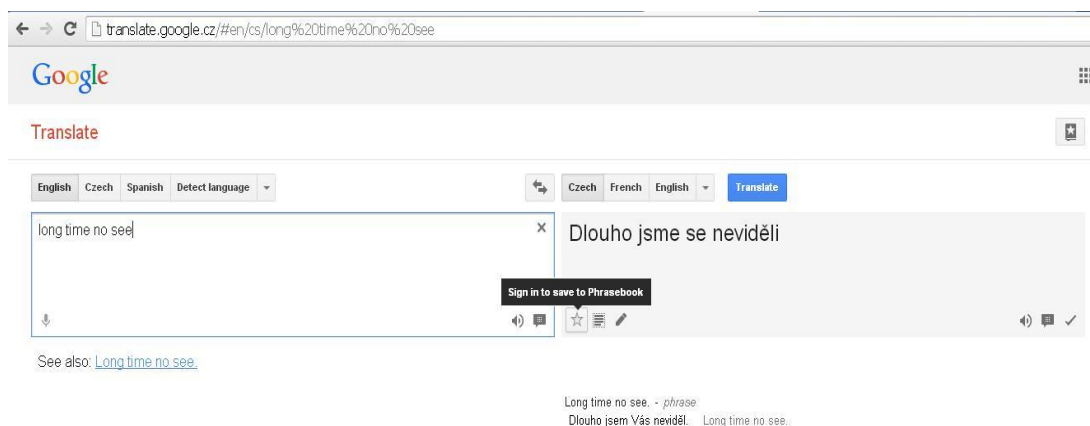 translate.google.cz/#en/cs/long%20time%20no%20see
Google
Translate
English Czech Spanish Detect language
Czech French English Translate
long time no see
Dlouho jsme se neviděli
Sign in to save to Phrasebook
See also: Long time no see.
Long time no see. - phrase
Dlouho jsem Vás neviděl. Long time no see.